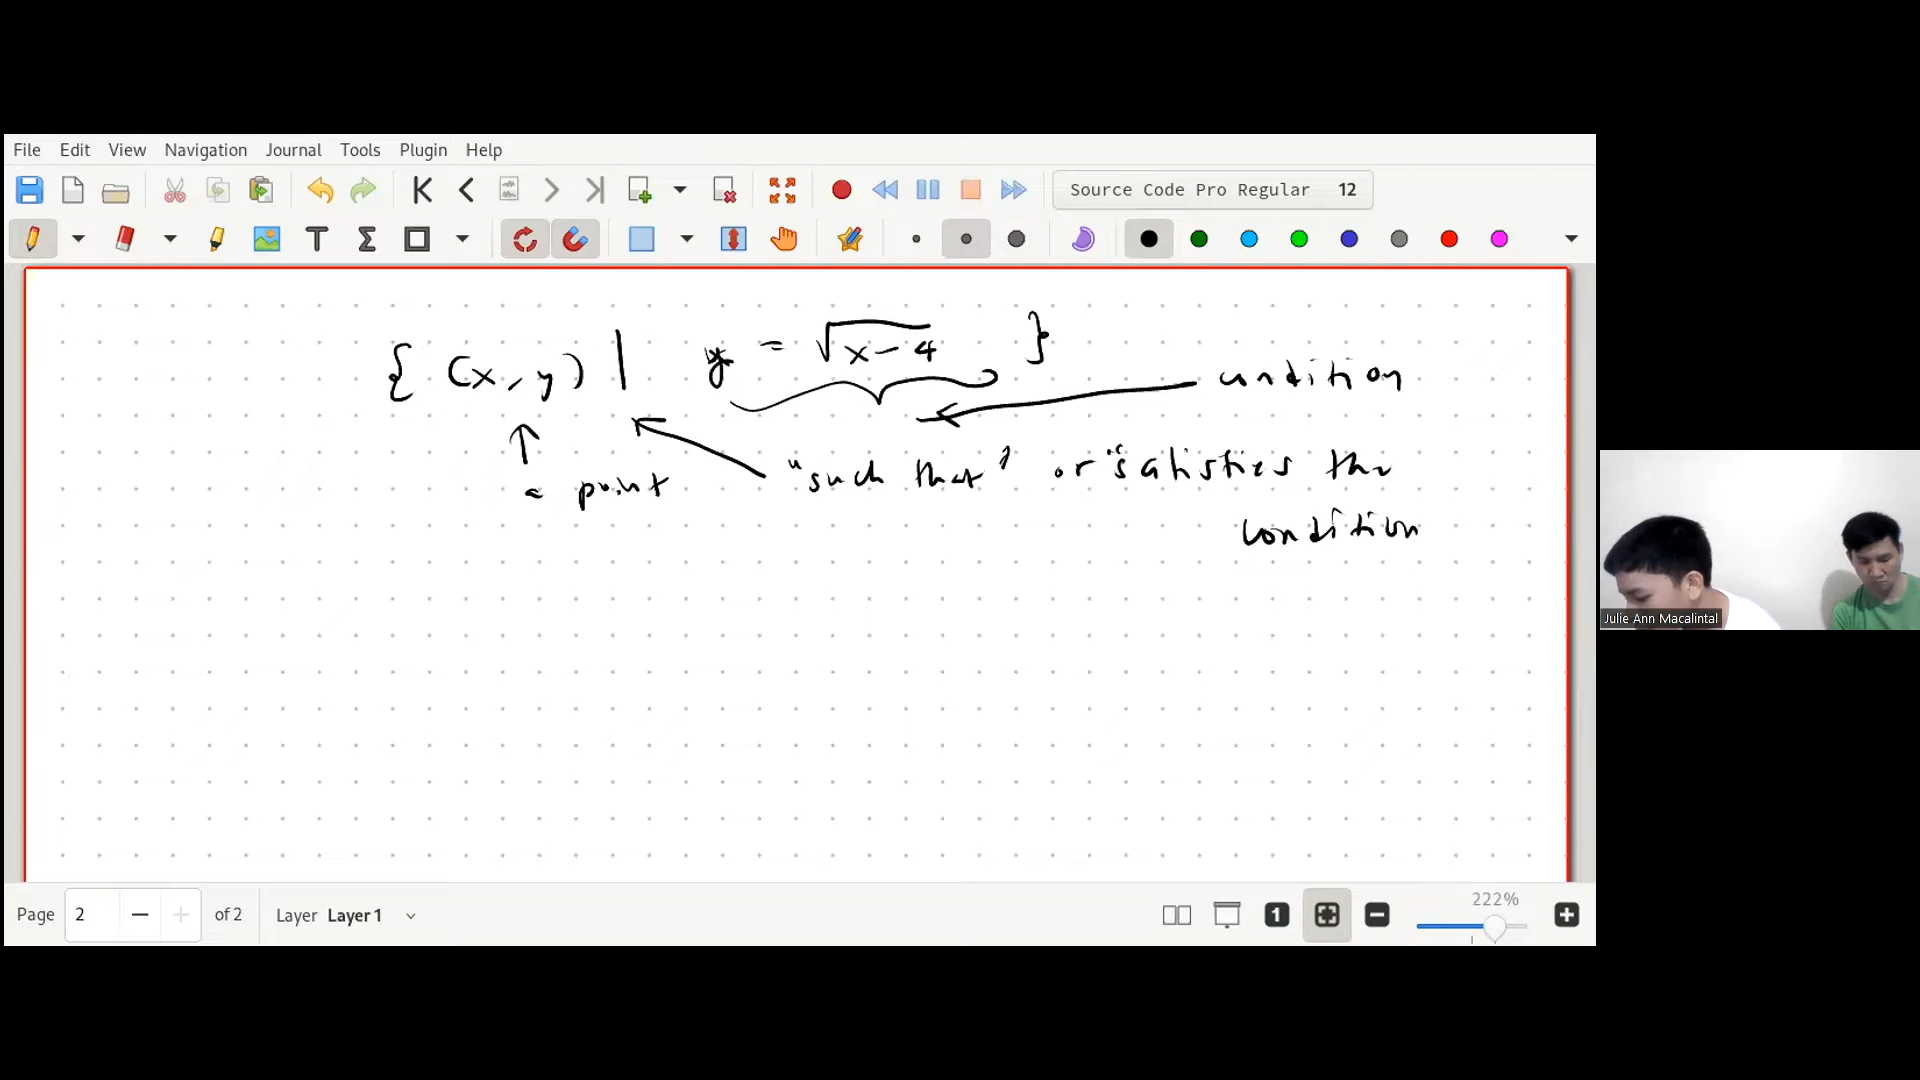 File Edit View Navigation Journal Tools Plugin Help
Source Code Pro Regular 12
{ (x, y) | y = √x-4 }
condition
"such that" or "satisfies the
a point
condition
Julie Ann Macalintal
222%
Page 2 of 2 Layer Layer 1
1